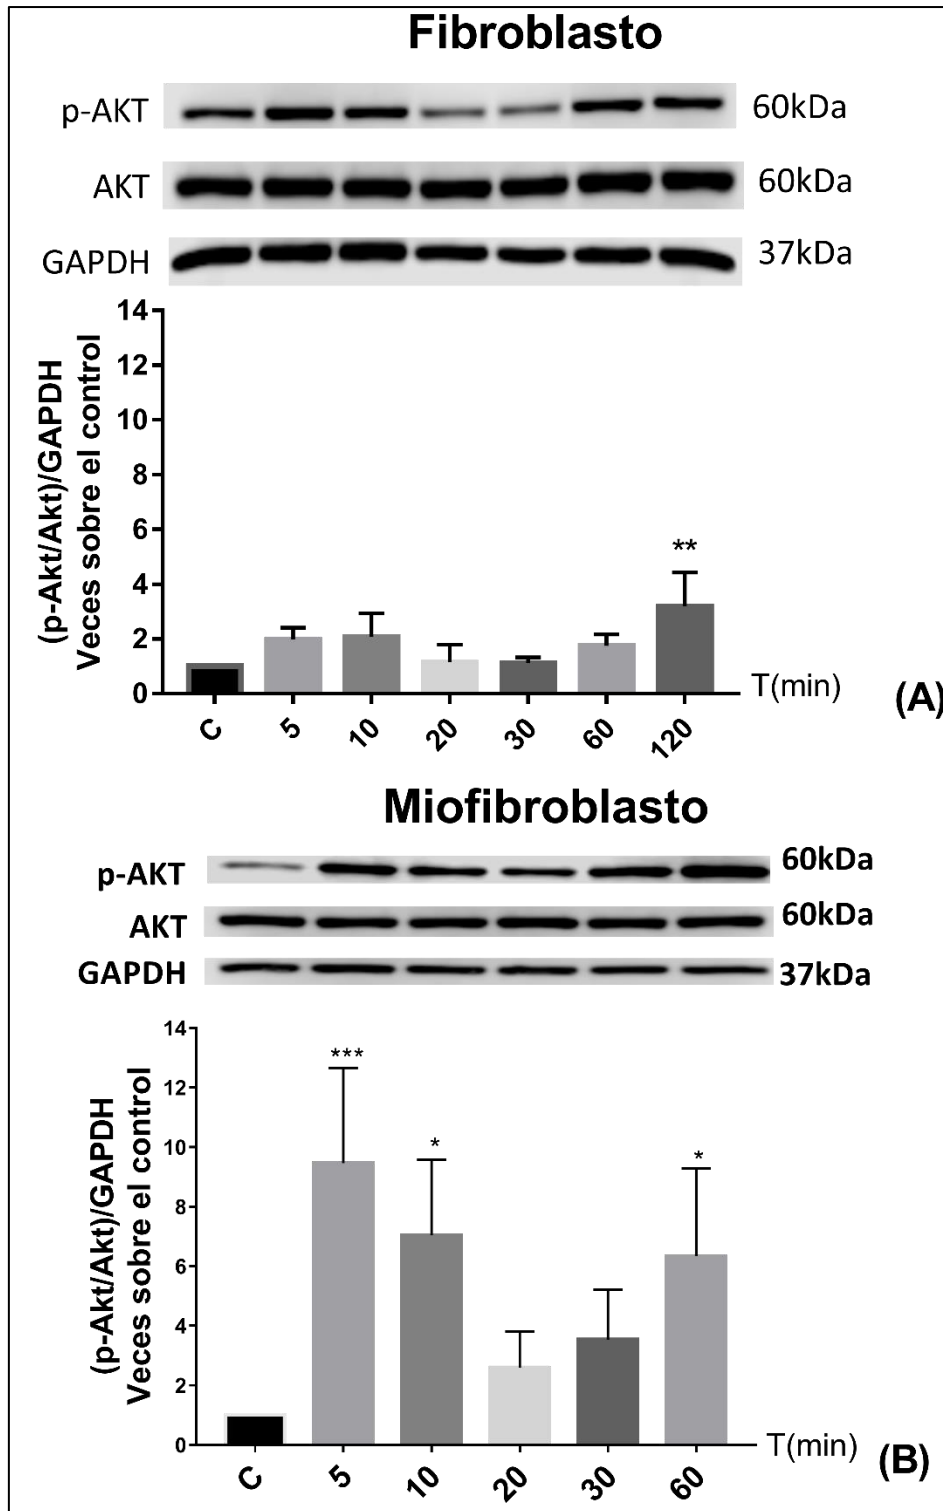 Fibroblasto
p-AKT 60kDa
AKT 60kDa
GAPDH 37kDa
(p-Akt/Akt)/GAPDH
Veces sobre el control
14
12
10
8
6
4
2
0
**
C 5 10 20 30 60 120 T(min)
(A)
Miofibroblasto
p-AKT 60kDa
AKT 60kDa
GAPDH 37kDa
(p-Akt/Akt)/GAPDH
Veces sobre el control
14
12
10
8
6
4
2
0
***
*
*
C 5 10 20 30 60 T(min)
(B)